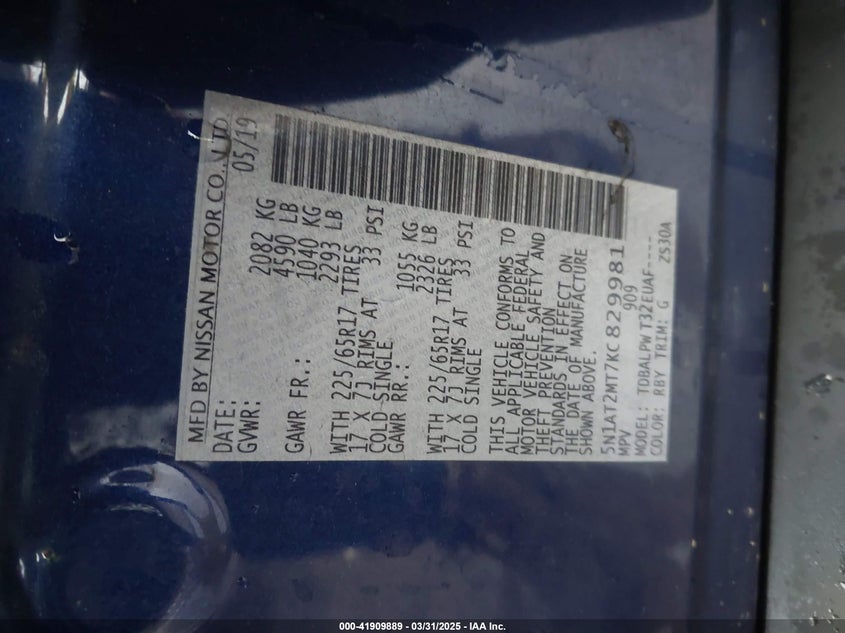 MFD BY NISSAN MOTOR CO., LTD
DATE: 05/19
GVWR: 2082 KG
4590 LB
GAWR FR.: 1040 KG
2293 LB
WITH 225/65R17 TIRES
17 X 7J RIMS AT 33 PSI
COLD SINGLE
GAWR RR.: 1055 KG
2326 LB
WITH 225/65R17 TIRES
17 X 7J RIMS AT 33 PSI
COLD SINGLE
THIS VEHICLE CONFORMS TO
ALL APPLICABLE FEDERAL
MOTOR VEHICLE SAFETY AND
THEFT PREVENTION
STANDARDS IN EFFECT ON
THE DATE OF MANUFACTURE
SHOWN ABOVE.
5N1AT2MT7KC829981
MPV 909
MODEL: TDBALPW T32EUAF----
COLOR: RBY TRIM: G ZS30A
000-41909889 - 03/31/2025 - IAA Inc.